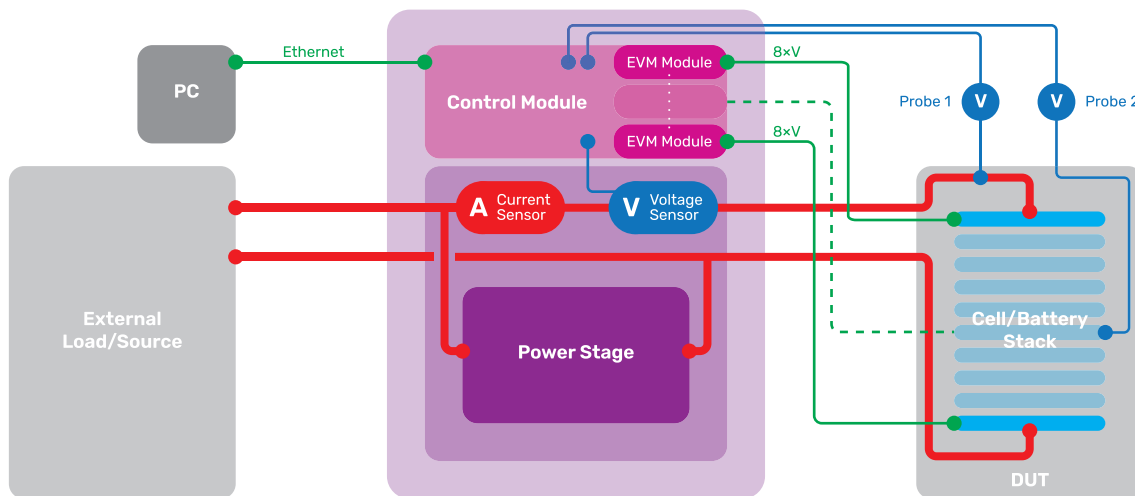 Ethernet
PC
Control Module
EVM Module
EVM Module
8×V
8×V
Probe 1
V
V
Probe 2
A
Current
Sensor
V
Voltage
Sensor
External
Load/Source
Power Stage
Cell/Battery
Stack
DUT